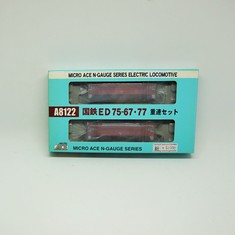 MICRO ACE N-GAUGE SERIES ELECTRIC LOCOMOTIVE
A8122 国鉄ED75-67・77 重連セット
MICRO ACE N-GAUGE SERIES